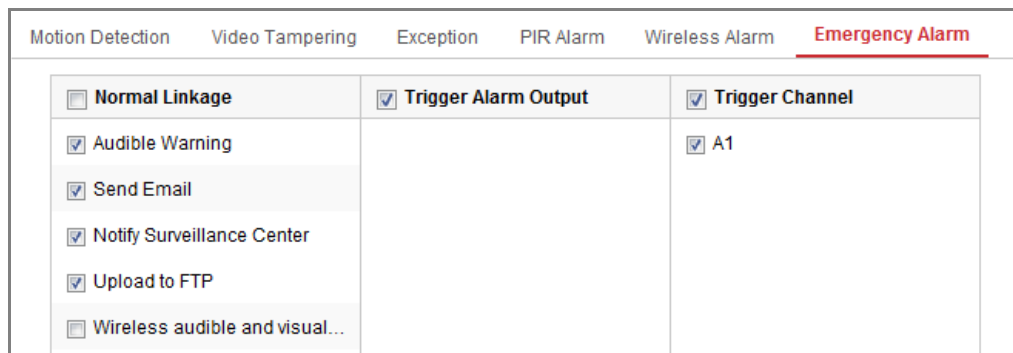 Motion Detection Video Tampering Exception PIR Alarm Wireless Alarm Emergency Alarm
Normal Linkage Trigger Alarm Output Trigger Channel
Audible Warning A1
Send Email
Notify Surveillance Center
Upload to FTP
Wireless audible and visual...